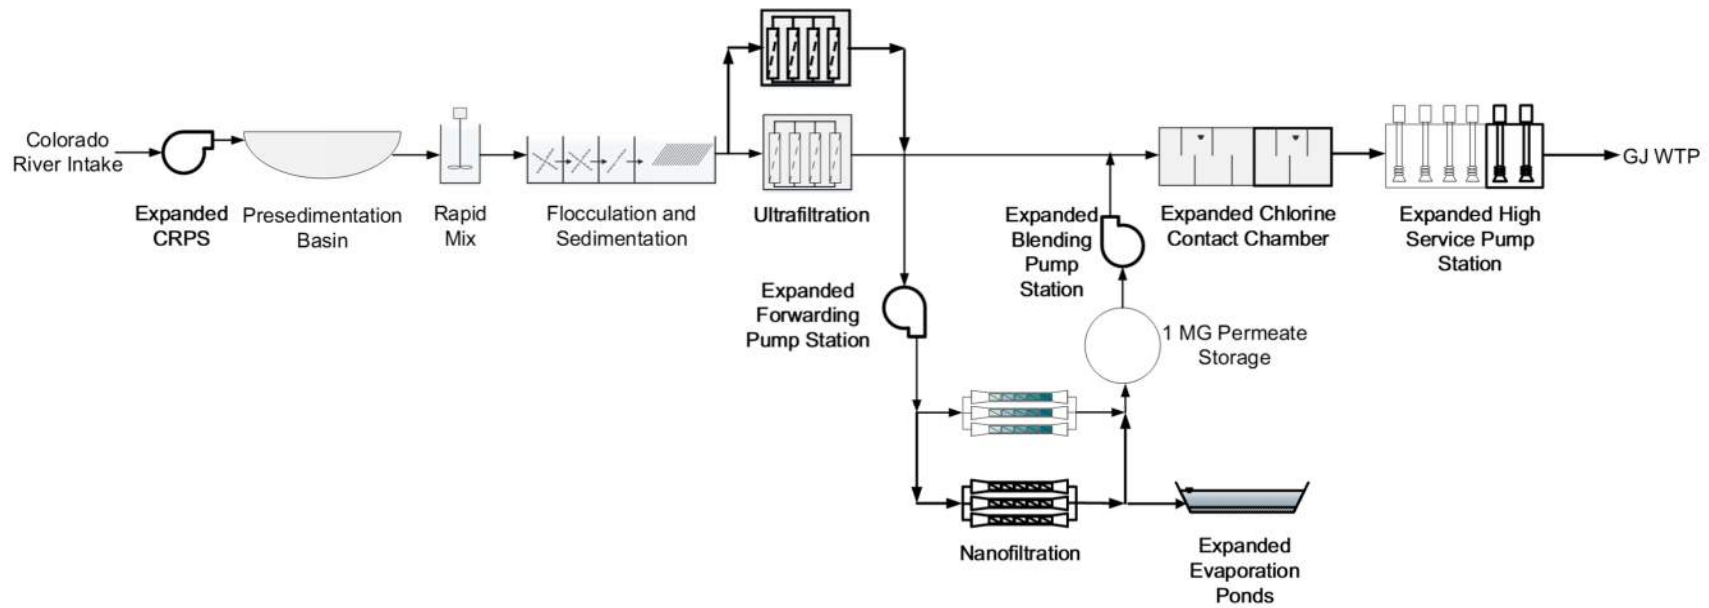 Colorado
River Intake
Expanded
CRPS
Presedimentation
Basin
Rapid
Mix
Flocculation and
Sedimentation
Ultrafiltration
Expanded
Forwarding
Pump Station
Expanded
Blending
Pump
Station
1 MG Permeate
Storage
Nanofiltration
Expanded
Evaporation
Ponds
Expanded Chlorine
Contact Chamber
Expanded High
Service Pump
Station
GJ WTP